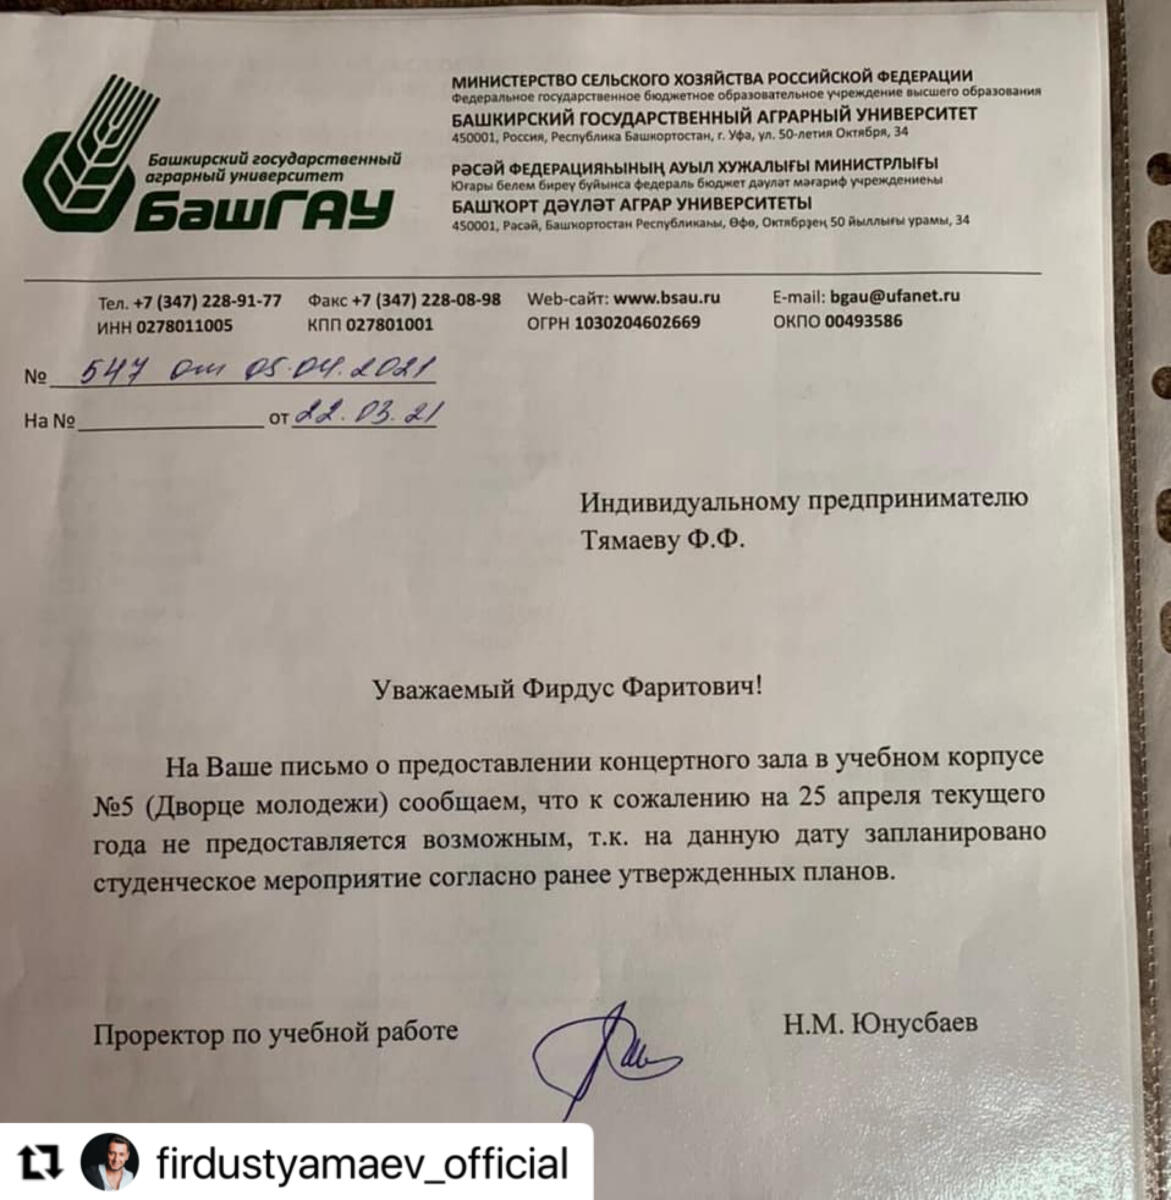 Башкирский государственный
аграрный университет
БашГАУ
МИНИСТЕРСТВО СЕЛЬСКОГО ХОЗЯЙСТВА РОССИЙСКОЙ ФЕДЕРАЦИИ
Федеральное государственное бюджетное образовательное учреждение высшего образования
БАШКИРСКИЙ ГОСУДАРСТВЕННЫЙ АГРАРНЫЙ УНИВЕРСИТЕТ
450001, Россия, Республика Башкортостан, г. Уфа, ул. 50-летия Октября, 34
РӘСӘЙ ФЕДЕРАЦИЯҺЫНЫҢ АУЫЛ ХУЖАЛЫҒЫ МИНИСТРЛЫҒЫ
Юғары белем биреү буйынса федераль бюджет дәүләт мәғариф учреждениеһы
БАШҠОРТ ДӘҮЛӘТ АГРАР УНИВЕРСИТЕТЫ
450001, Рәсәй, Башҡортостан Республикаһы, Өфө, Октябрҙең 50 йыллығы урамы, 34
Тел. +7 (347) 228-91-77 Факс +7 (347) 228-08-98 Web-сайт: www.bsau.ru E-mail: bgau@ufanet.ru
ИНН 0278011005 КПП 027801001 ОГРН 1030204602669 ОКПО 00493586
№ 547 от 05.04.2021
На № от 22.03.21
Индивидуальному предпринимателю
Тямаеву Ф.Ф.
Уважаемый Фирдус Фаритович!
На Ваше письмо о предоставлении концертного зала в учебном корпусе
№5 (Дворце молодежи) сообщаем, что к сожалению на 25 апреля текущего
года не предоставляется возможным, т.к. на данную дату запланировано
студенческое мероприятие согласно ранее утвержденных планов.
Проректор по учебной работе Н.М. Юнусбаев
firdustyamaev_official